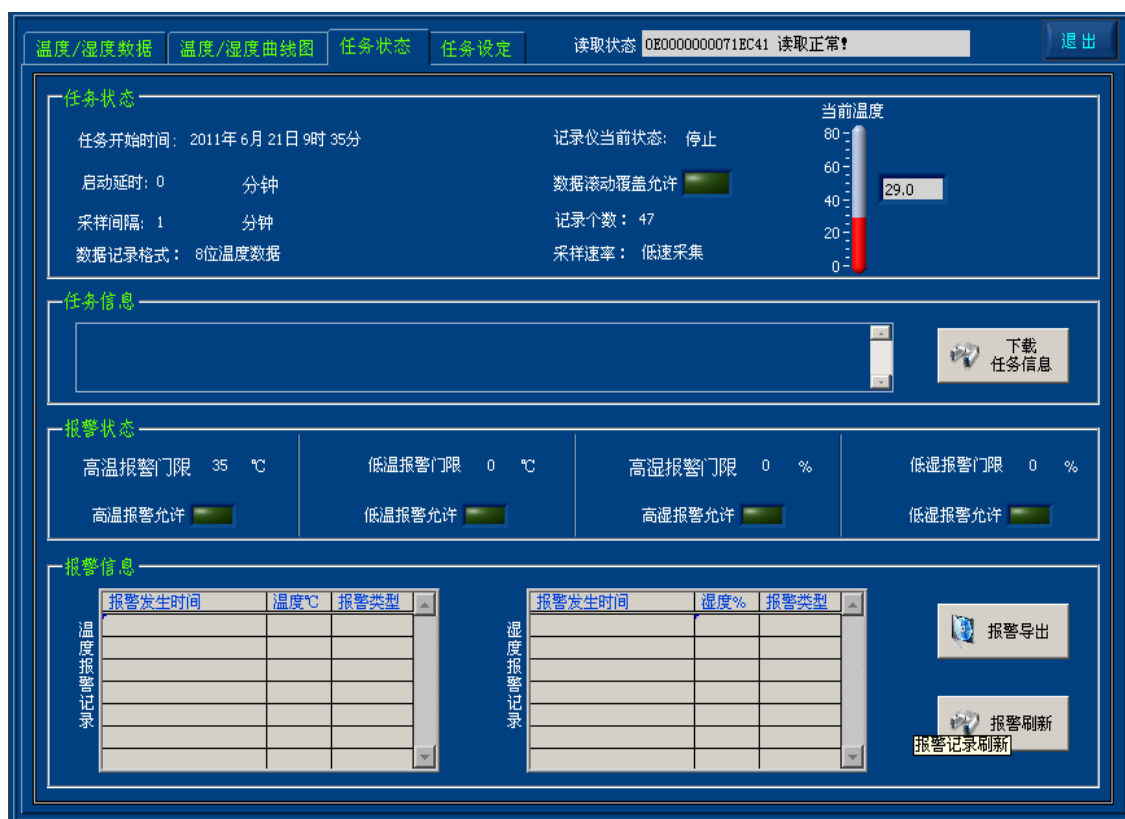 温度/湿度数据 温度/湿度曲线图 任务状态 任务设定 读取状态 0E0000000071EC41 读取正常! 退出
任务状态
当前温度
任务开始时间: 2011年6月21日9时35分 记录仪当前状态: 停止 80
启动延时: 0 分钟 数据滚动覆盖允许 60 29.0
采样间隔: 1 分钟 记录个数: 47 40
20
数据记录格式: 8位温度数据 采样速率: 低速采集
0
任务信息
下载
任务信息
报警状态
高温报警门限 35 ℃ 低温报警门限 0 ℃ 高湿报警门限 0 % 低湿报警门限 0 %
高温报警允许 低温报警允许 高湿报警允许 低湿报警允许
报警信息
温度报警记录
报警发生时间 温度℃ 报警类型
湿度报警记录
报警发生时间 湿度% 报警类型
报警导出
报警刷新
报警记录刷新